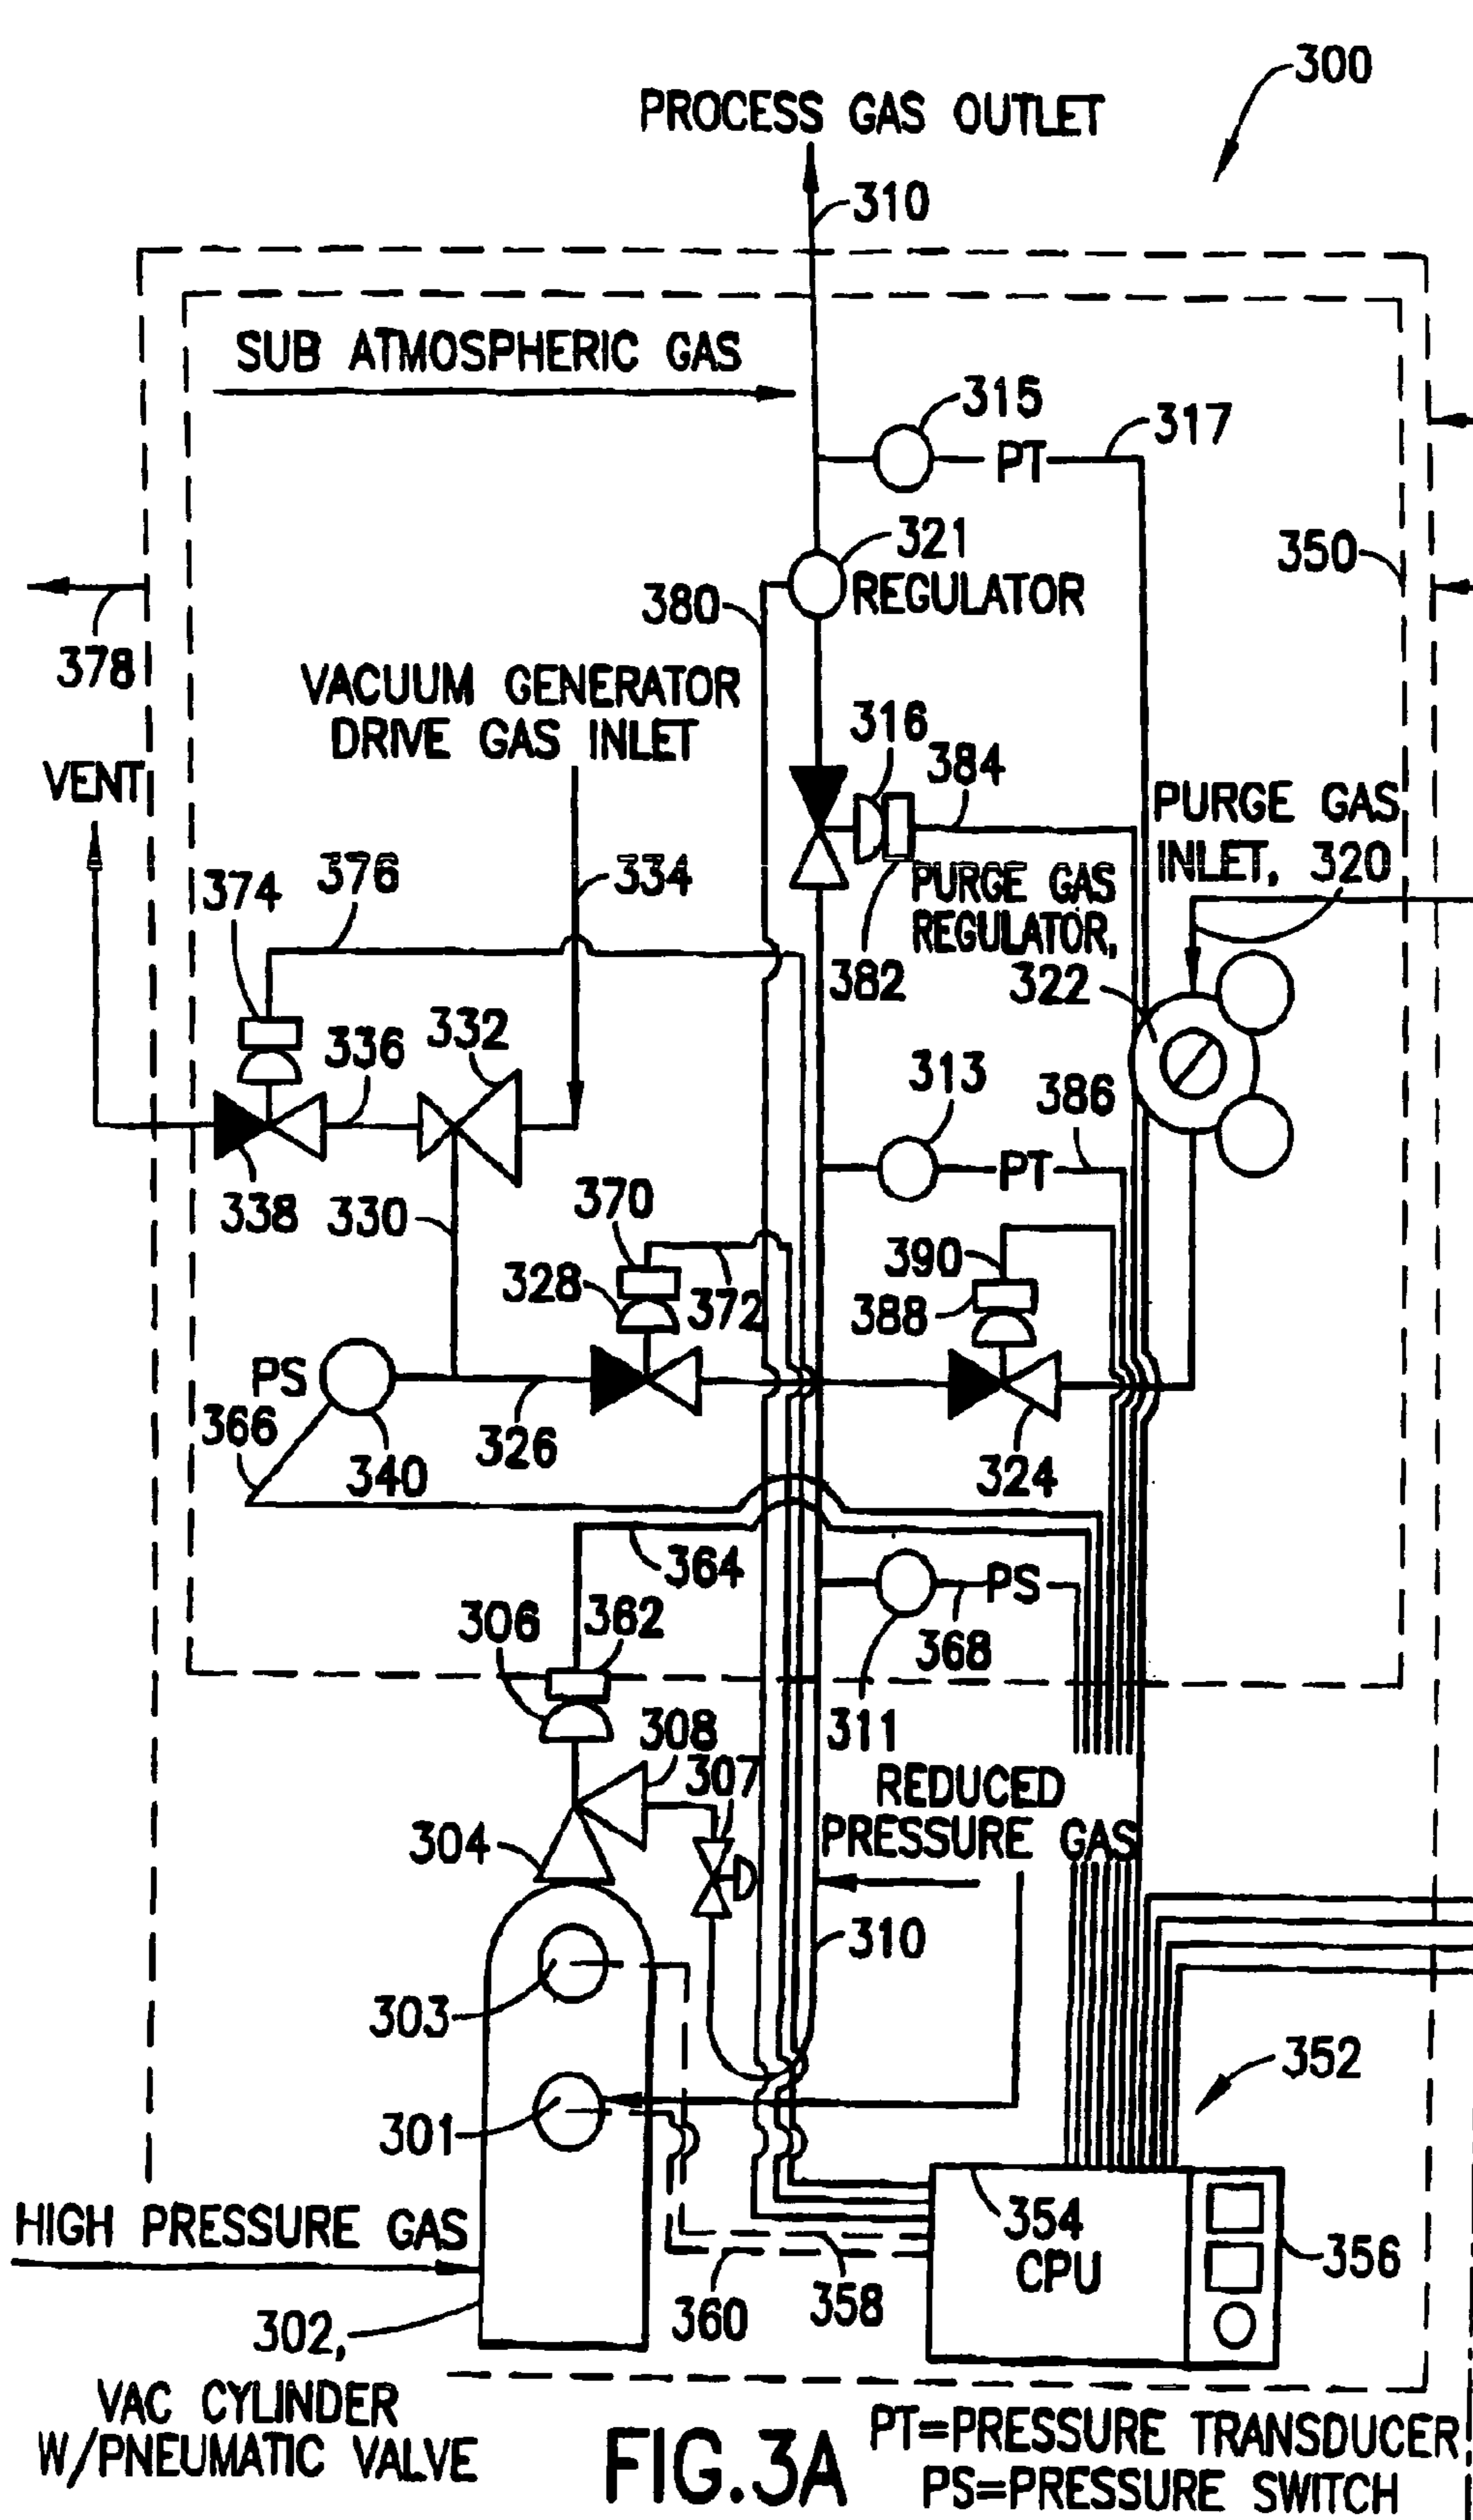 300
PROCESS GAS OUTLET
310
SUB ATMOSPHERIC GAS
315
317
PT
321
350
380
REGULATOR
378
VACUUM GENERATOR
DRIVE GAS INLET
316
384
VENT
PURGE GAS
INLET, 320
374
376
334
PURGE GAS
REGULATOR,
382
322
336
332
313
386
PT
338
330
370
390
328
372
388
PS
366
340
326
324
364
306
362
PS
368
308
311
307
REDUCED
PRESSURE GAS
304
310
303
352
301
HIGH PRESSURE GAS
354
CPU
356
302,
360
358
VAC CYLINDER
W/PNEUMATIC VALVE
FIG.3A
PT=PRESSURE TRANSDUCER
PS=PRESSURE SWITCH